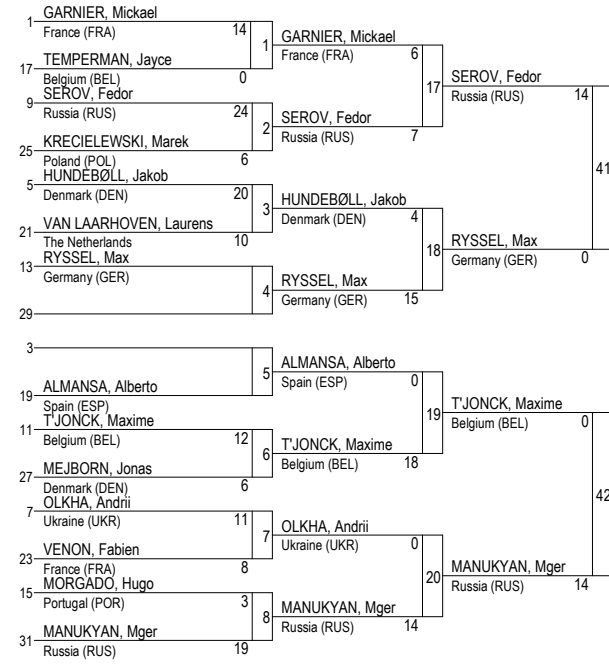 1 GARNIER, Mickael
France (FRA) 14
1
17 TEMPERMAN, Jayce
Belgium (BEL) 0
9 SEROV, Fedor
Russia (RUS) 24
2
25 KRECIELEWSKI, Marek
Poland (POL) 6
5 HUNDEBØLL, Jakob
Denmark (DEN) 20
3
21 VAN LAARHOVEN, Laurens
The Netherlands 10
13 RYSSEL, Max
Germany (GER)
4
29
3
5
19 ALMANSA, Alberto
Spain (ESP)
11 T'JONCK, Maxime
Belgium (BEL) 12
6
27 MEJBORN, Jonas
Denmark (DEN) 6
7 OLKHA, Andrii
Ukraine (UKR) 11
7
23 VENON, Fabien
France (FRA) 8
15 MORGADO, Hugo
Portugal (POR) 3
8
31 MANUKYAN, Mger
Russia (RUS) 19
GARNIER, Mickael
France (FRA) 6
17
SEROV, Fedor
Russia (RUS) 7
HUNDEBØLL, Jakob
Denmark (DEN) 4
18
RYSSEL, Max
Germany (GER) 15
ALMANSA, Alberto
Spain (ESP) 0
19
T'JONCK, Maxime
Belgium (BEL) 18
OLKHA, Andrii
Ukraine (UKR) 0
20
MANUKYAN, Mger
Russia (RUS) 14
SEROV, Fedor
Russia (RUS) 14
41
RYSSEL, Max
Germany (GER) 0
T'JONCK, Maxime
Belgium (BEL) 0
42
MANUKYAN, Mger
Russia (RUS) 14